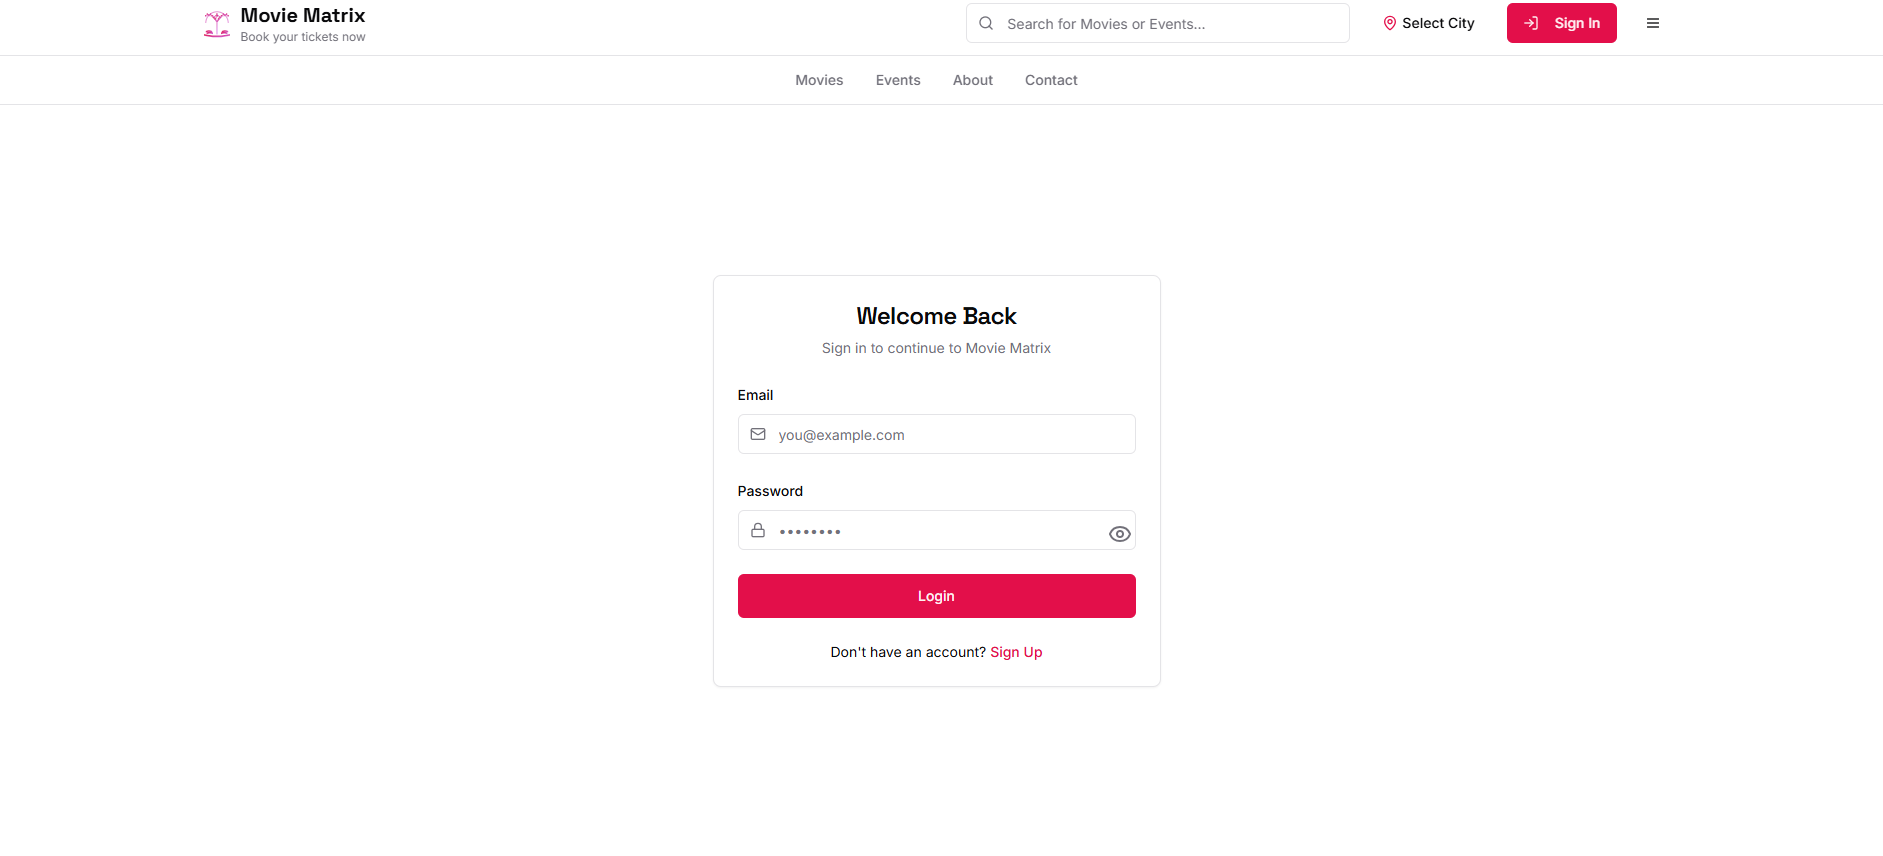 Movie Matrix
Book your tickets now
Search for Movies or Events...
Select City
Sign In
Movies
Events
About
Contact
Welcome Back
Sign in to continue to Movie Matrix
Email
you@example.com
Password
••••••••
Login
Don't have an account? Sign Up